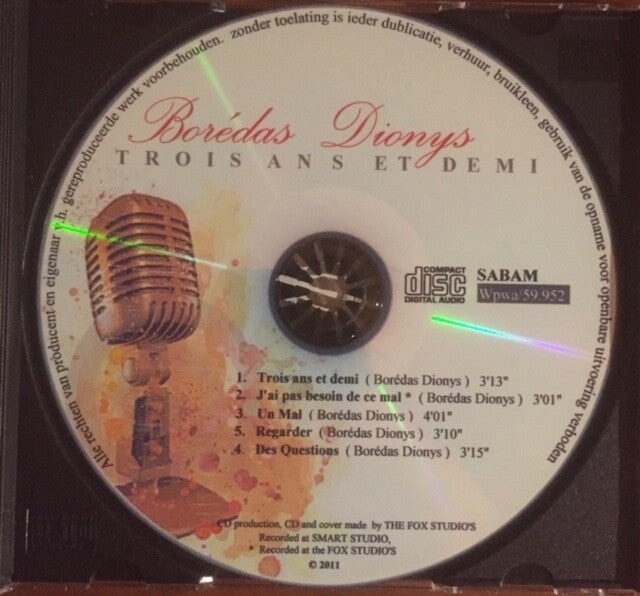 Alle rechten van producent en eigenaar v.h. gereproduceerde werk voorbehouden. zonder toelating is ieder dublicatie, verhuur, bruikleen, gebruik van de opname voor openbare uitvoering verboden
Borédas Dionys
TROIS ANS ET DEMI
COMPACT
disc
DIGITAL AUDIO
SABAM
Wpwa/59.952
1. Trois ans et demi ( Borédas Dionys ) 3'13"
2. J'ai pas besoin de ce mal * ( Borédas Dionys ) 3'01"
3. Un Mal ( Borédas Dionys ) 4'01"
5. Regarder ( Borédas Dionys ) 3'10"
4. Des Questions ( Borédas Dionys ) 3'15"
CD production, CD and cover made by THE FOX STUDIO'S
Recorded at SMART STUDIO,
* Recorded at the FOX STUDIO'S
© 2011